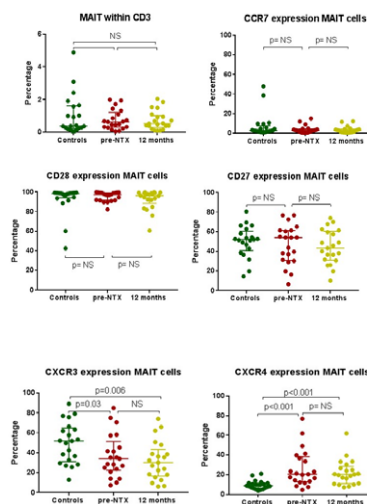 MAIT within CD3
NS
Percentage
6
4
2
0
Controls pre-NTX 12 months
CCR7 expression MAIT cells
p= NS p= NS
Percentage
100
80
60
40
20
0
Controls pre-NTX 12 months
CD28 expression MAIT cells
Percentage
100
80
60
40
20
0
p= NS p= NS
Controls pre-NTX 12 months
CD27 expression MAIT cells
p= NS p= NS
Percentage
100
80
60
40
20
0
Controls pre-NTX 12 months
CXCR3 expression MAIT cells
p=0.006
p=0.03 NS
Percentage
100
80
60
40
20
0
Controls pre-NTX 12 months
CXCR4 expression MAIT cells
p<0.001
p<0.001 p= NS
Percentage
100
80
60
40
20
0
Controls pre-NTX 12 months